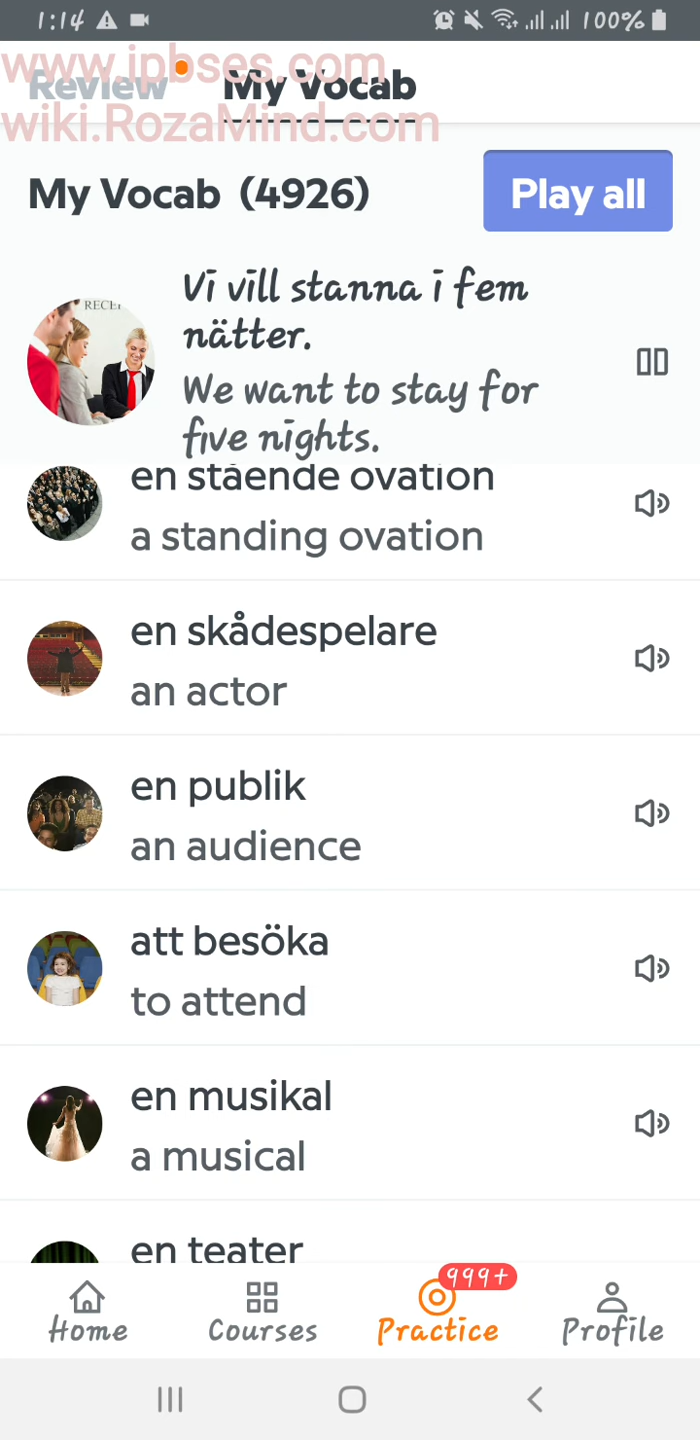 1:14
100%
www.ipbses.com
Review My Vocab
wiki.RozaMind.com
My Vocab (4926)
Play all
RECEI
Vi vill stanna i fem
nätter.
We want to stay for
five nights.
en stående ovation
a standing ovation
en skådespelare
an actor
en publik
an audience
att besöka
to attend
en musikal
a musical
en teater
999+
Home Courses Practice Profile